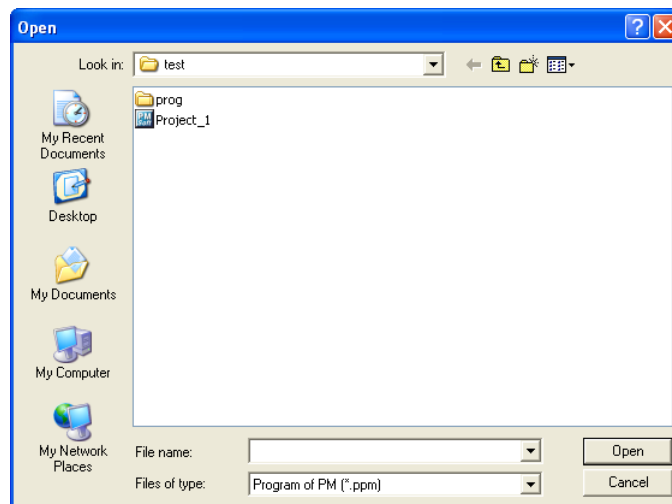 Open
Look in:
test
prog
Project_1
My Recent
Documents
Desktop
My Documents
My Computer
My Network
Places
File name:
Open
Files of type:
Program of PM (*.ppm)
Cancel